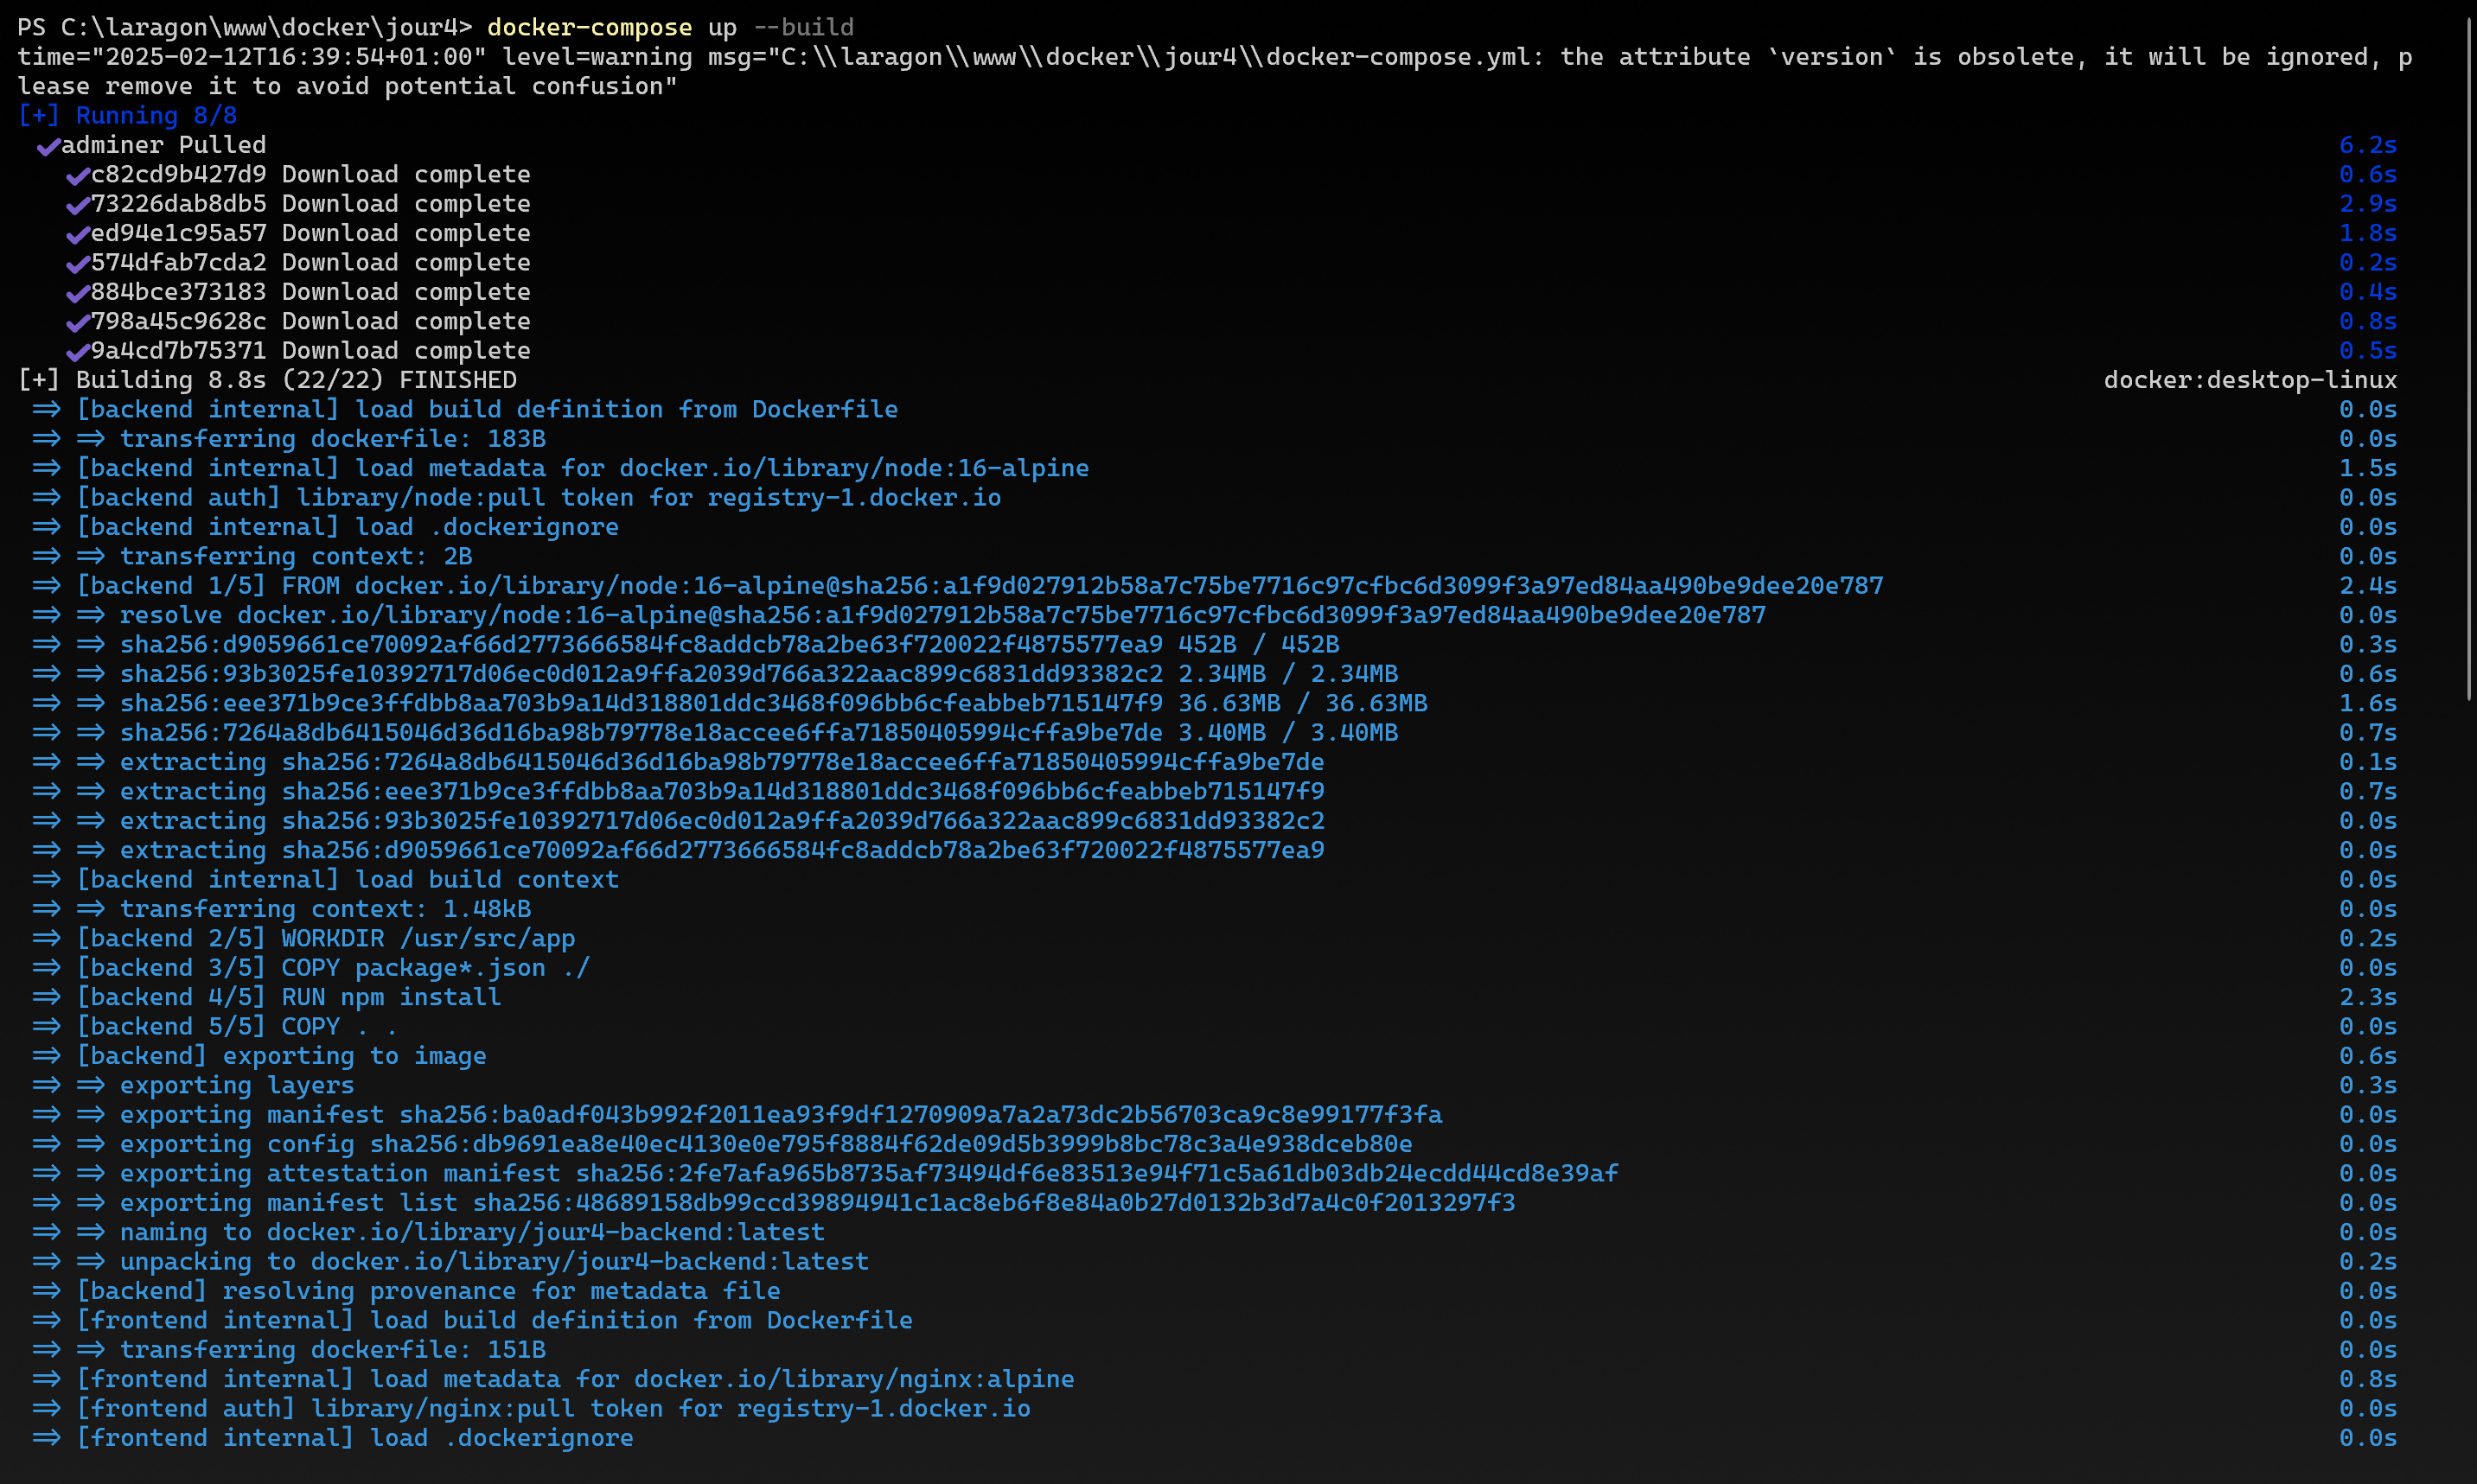 PS C:\laragon\www\docker\jour4> docker-compose up --build
time="2025-02-12T16:39:54+01:00" level=warning msg="C:\\laragon\\www\\docker\\jour4\\docker-compose.yml: the attribute `version` is obsolete, it will be ignored, p
lease remove it to avoid potential confusion"
[+] Running 8/8
✔adminer Pulled 6.2s
✔c82cd9b427d9 Download complete 0.6s
✔73226dab8db5 Download complete 2.9s
✔ed94e1c95a57 Download complete 1.8s
✔574dfab7cda2 Download complete 0.2s
✔884bce373183 Download complete 0.4s
✔798a45c9628c Download complete 0.8s
✔9a4cd7b75371 Download complete 0.5s
[+] Building 8.8s (22/22) FINISHED docker:desktop-linux
=> [backend internal] load build definition from Dockerfile 0.0s
=> => transferring dockerfile: 183B 0.0s
=> [backend internal] load metadata for docker.io/library/node:16-alpine 1.5s
=> [backend auth] library/node:pull token for registry-1.docker.io 0.0s
=> [backend internal] load .dockerignore 0.0s
=> => transferring context: 2B 0.0s
=> [backend 1/5] FROM docker.io/library/node:16-alpine@sha256:a1f9d027912b58a7c75be7716c97cfbc6d3099f3a97ed84aa490be9dee20e787 2.4s
=> => resolve docker.io/library/node:16-alpine@sha256:a1f9d027912b58a7c75be7716c97cfbc6d3099f3a97ed84aa490be9dee20e787 0.0s
=> => sha256:d9059661ce70092af66d2773666584fc8addcb78a2be63f720022f4875577ea9 452B / 452B 0.3s
=> => sha256:93b3025fe10392717d06ec0d012a9ffa2039d766a322aac899c6831dd93382c2 2.34MB / 2.34MB 0.6s
=> => sha256:eee371b9ce3ffdbb8aa703b9a14d318801ddc3468f096bb6cfeabbeb715147f9 36.63MB / 36.63MB 1.6s
=> => sha256:7264a8db6415046d36d16ba98b79778e18accee6ffa71850405994cffa9be7de 3.40MB / 3.40MB 0.7s
=> => extracting sha256:7264a8db6415046d36d16ba98b79778e18accee6ffa71850405994cffa9be7de 0.1s
=> => extracting sha256:eee371b9ce3ffdbb8aa703b9a14d318801ddc3468f096bb6cfeabbeb715147f9 0.7s
=> => extracting sha256:93b3025fe10392717d06ec0d012a9ffa2039d766a322aac899c6831dd93382c2 0.0s
=> => extracting sha256:d9059661ce70092af66d2773666584fc8addcb78a2be63f720022f4875577ea9 0.0s
=> [backend internal] load build context 0.0s
=> => transferring context: 1.48kB 0.0s
=> [backend 2/5] WORKDIR /usr/src/app 0.2s
=> [backend 3/5] COPY package*.json ./ 0.0s
=> [backend 4/5] RUN npm install 2.3s
=> [backend 5/5] COPY . . 0.0s
=> [backend] exporting to image 0.6s
=> => exporting layers 0.3s
=> => exporting manifest sha256:ba0adf043b992f2011ea93f9df1270909a7a2a73dc2b56703ca9c8e99177f3fa 0.0s
=> => exporting config sha256:db9691ea8e40ec4130e0e795f8884f62de09d5b3999b8bc78c3a4e938dceb80e 0.0s
=> => exporting attestation manifest sha256:2fe7afa965b8735af73494df6e83513e94f71c5a61db03db24ecdd44cd8e39af 0.0s
=> => exporting manifest list sha256:48689158db99ccd39894941c1ac8eb6f8e84a0b27d0132b3d7a4c0f2013297f3 0.0s
=> => naming to docker.io/library/jour4-backend:latest 0.0s
=> => unpacking to docker.io/library/jour4-backend:latest 0.2s
=> [backend] resolving provenance for metadata file 0.0s
=> [frontend internal] load build definition from Dockerfile 0.0s
=> => transferring dockerfile: 151B 0.0s
=> [frontend internal] load metadata for docker.io/library/nginx:alpine 0.8s
=> [frontend auth] library/nginx:pull token for registry-1.docker.io 0.0s
=> [frontend internal] load .dockerignore 0.0s